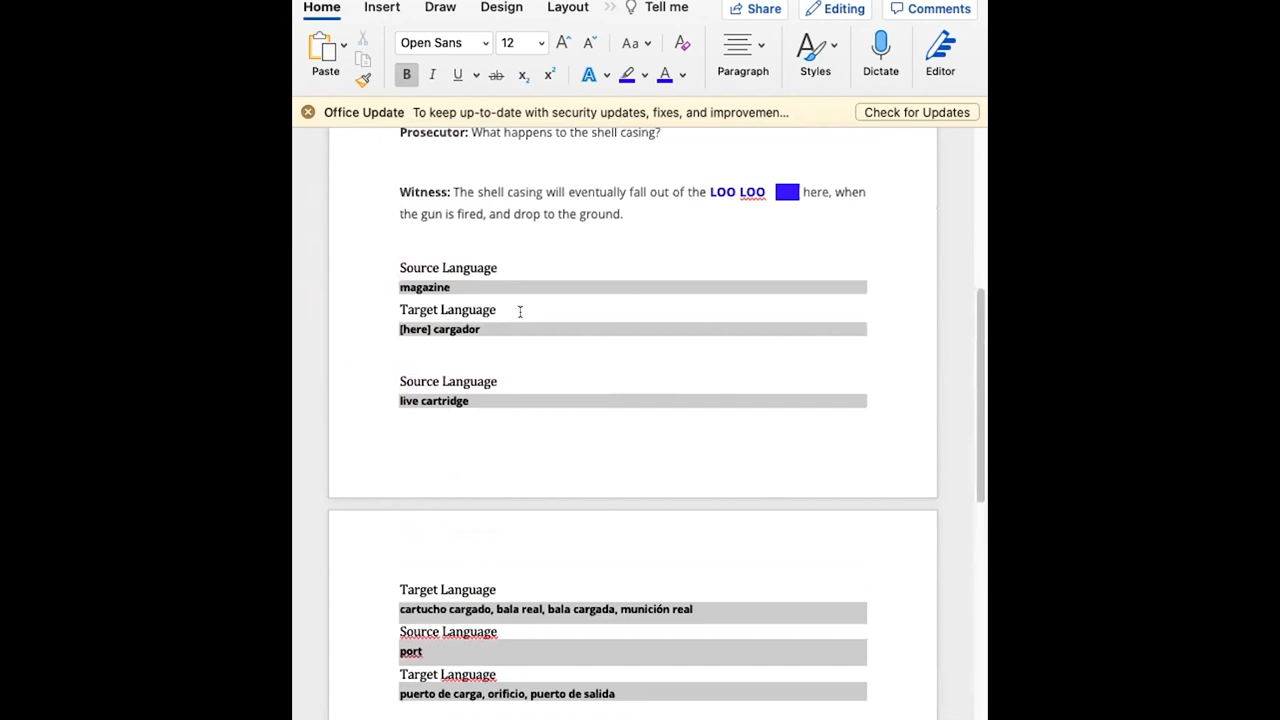 Home Insert Draw Design Layout >> Tell me Share Editing Comments
Open Sans 12 Aa
Paste B I U ab x2 x2 A A Paragraph Styles Dictate Editor
Office Update To keep up-to-date with security updates, fixes, and improvemen... Check for Updates
Prosecutor: What happens to the shell casing?
Witness: The shell casing will eventually fall out of the LOO LOO here, when
the gun is fired, and drop to the ground.
Source Language
magazine
Target Language
[here] cargador
Source Language
live cartridge
Target Language
cartucho cargado, bala real, bala cargada, munición real
Source Language
port
Target Language
puerto de carga, orificio, puerto de salida